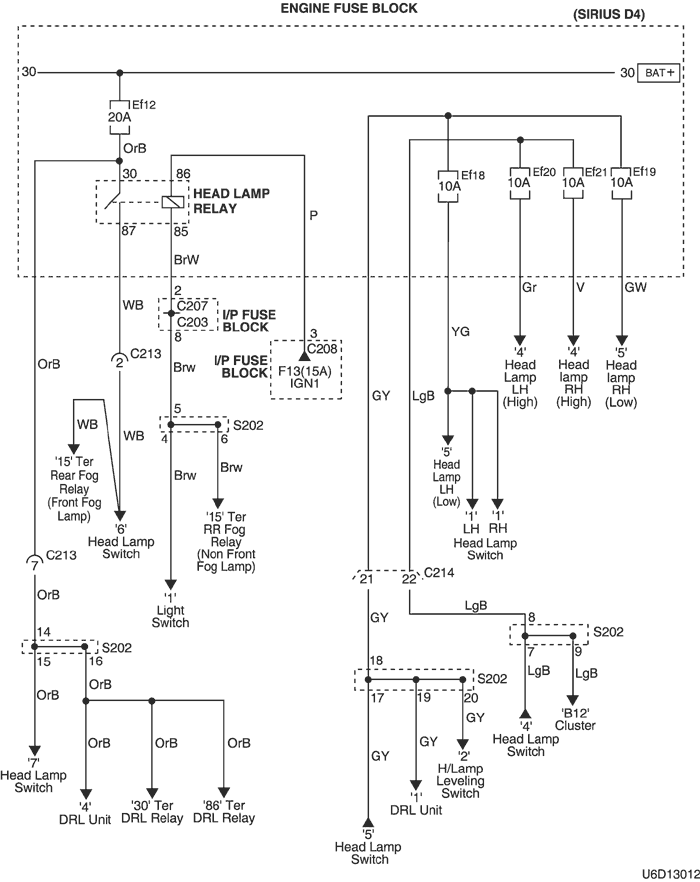 ENGINE FUSE BLOCK
(SIRIUS D4)
30
30
BAT+
Ef12
20A
OrB
30
86
HEAD LAMP
RELAY
87
85
P
BrW
Ef18
10A
Ef20
10A
Ef21
10A
Ef19
10A
Gr
V
GW
WB
2
C207
C203
8
I/P FUSE
BLOCK
3
C208
I/P FUSE
BLOCK
F13(15A)
IGN1
YG
'4'
Head
Lamp
LH
(High)
'4'
Head
lamp
RH
(High)
'5'
Head
lamp
RH
(Low)
C213
2
OrB
Brw
GY
LgB
WB
WB
5
S202
4
6
'15' Ter
Rear Fog
Relay
(Front Fog
Lamp)
'6'
Head Lamp
Switch
Brw
Brw
'15' Ter
RR Fog
Relay
(Non Front
Fog Lamp)
'5'
Head
Lamp
LH
(Low)
'1'
LH
'1'
RH
Head Lamp
Switch
C213
7
OrB
'1'
Light
Switch
21
22
C214
GY
LgB
14
S202
15
16
OrB
OrB
8
S202
7
9
LgB
LgB
18
S202
17
19
20
GY
GY
GY
'4'
Head Lamp
Switch
'B12'
Cluster
OrB
OrB
OrB
'7'
Head Lamp
Switch
'4'
DRL Unit
'30' Ter
DRL Relay
'86' Ter
DRL Relay
'2'
H/Lamp
Leveling
Switch
'1'
DRL Unit
'5'
Head Lamp
Switch
U6D13012